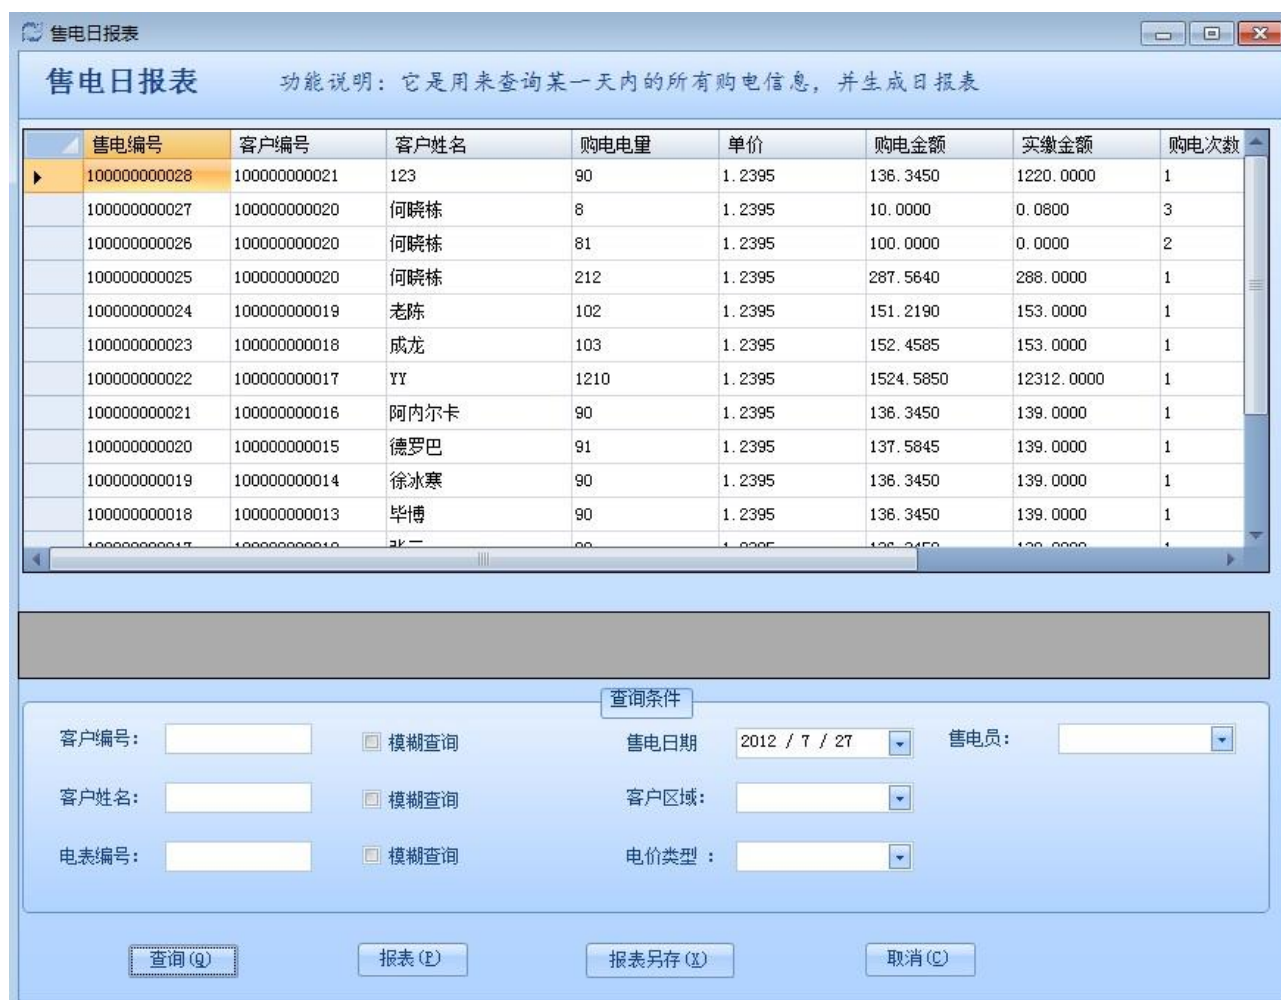 售电日报表
售电日报表 功能说明：它是用来查询某一天内的所有购电信息，并生成日报表
售电编号 客户编号 客户姓名 购电电量 单价 购电金额 实缴金额 购电次数
100000000028 100000000021 123 90 1.2395 136.3450 1220.0000 1
100000000027 100000000020 何晓栋 8 1.2395 10.0000 0.0800 3
100000000026 100000000020 何晓栋 81 1.2395 100.0000 0.0000 2
100000000025 100000000020 何晓栋 212 1.2395 287.5640 288.0000 1
100000000024 100000000019 老陈 102 1.2395 151.2190 153.0000 1
100000000023 100000000018 成龙 103 1.2395 152.4585 153.0000 1
100000000022 100000000017 YY 1210 1.2395 1524.5850 12312.0000 1
100000000021 100000000016 阿内尔卡 90 1.2395 136.3450 139.0000 1
100000000020 100000000015 德罗巴 91 1.2395 137.5845 139.0000 1
100000000019 100000000014 徐冰寒 90 1.2395 136.3450 139.0000 1
100000000018 100000000013 毕博 90 1.2395 136.3450 139.0000 1
查询条件
客户编号： 模糊查询 售电日期 2012 / 7 / 27 售电员：
客户姓名： 模糊查询 客户区域：
电表编号： 模糊查询 电价类型 ：
查询(Q) 报表(P) 报表另存(X) 取消(C)